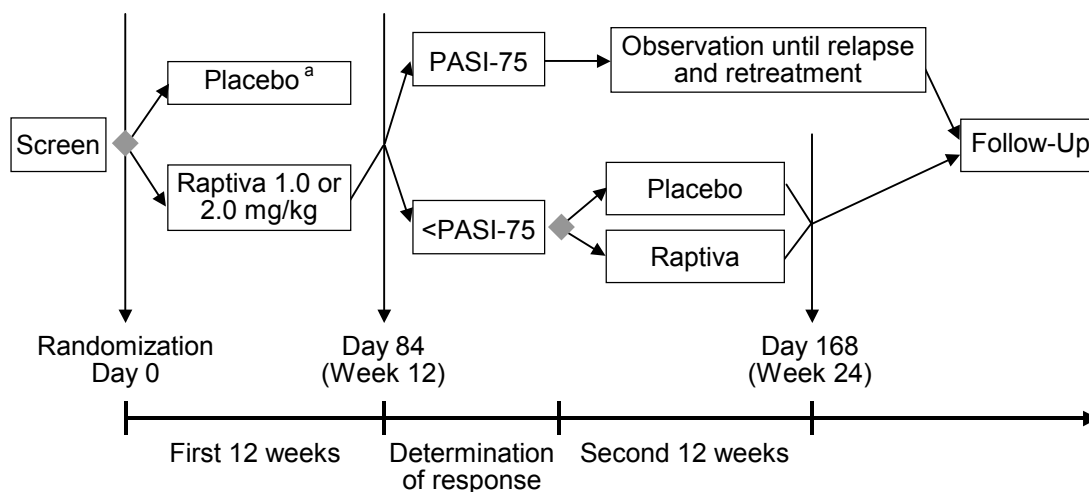 Screen
Placebo a
Raptiva 1.0 or
2.0 mg/kg
PASI-75
<PASI-75
Observation until relapse
and retreatment
Placebo
Raptiva
Follow-Up
Randomization
Day 0
Day 84
(Week 12)
Day 168
(Week 24)
First 12 weeks
Determination
of response
Second 12 weeks